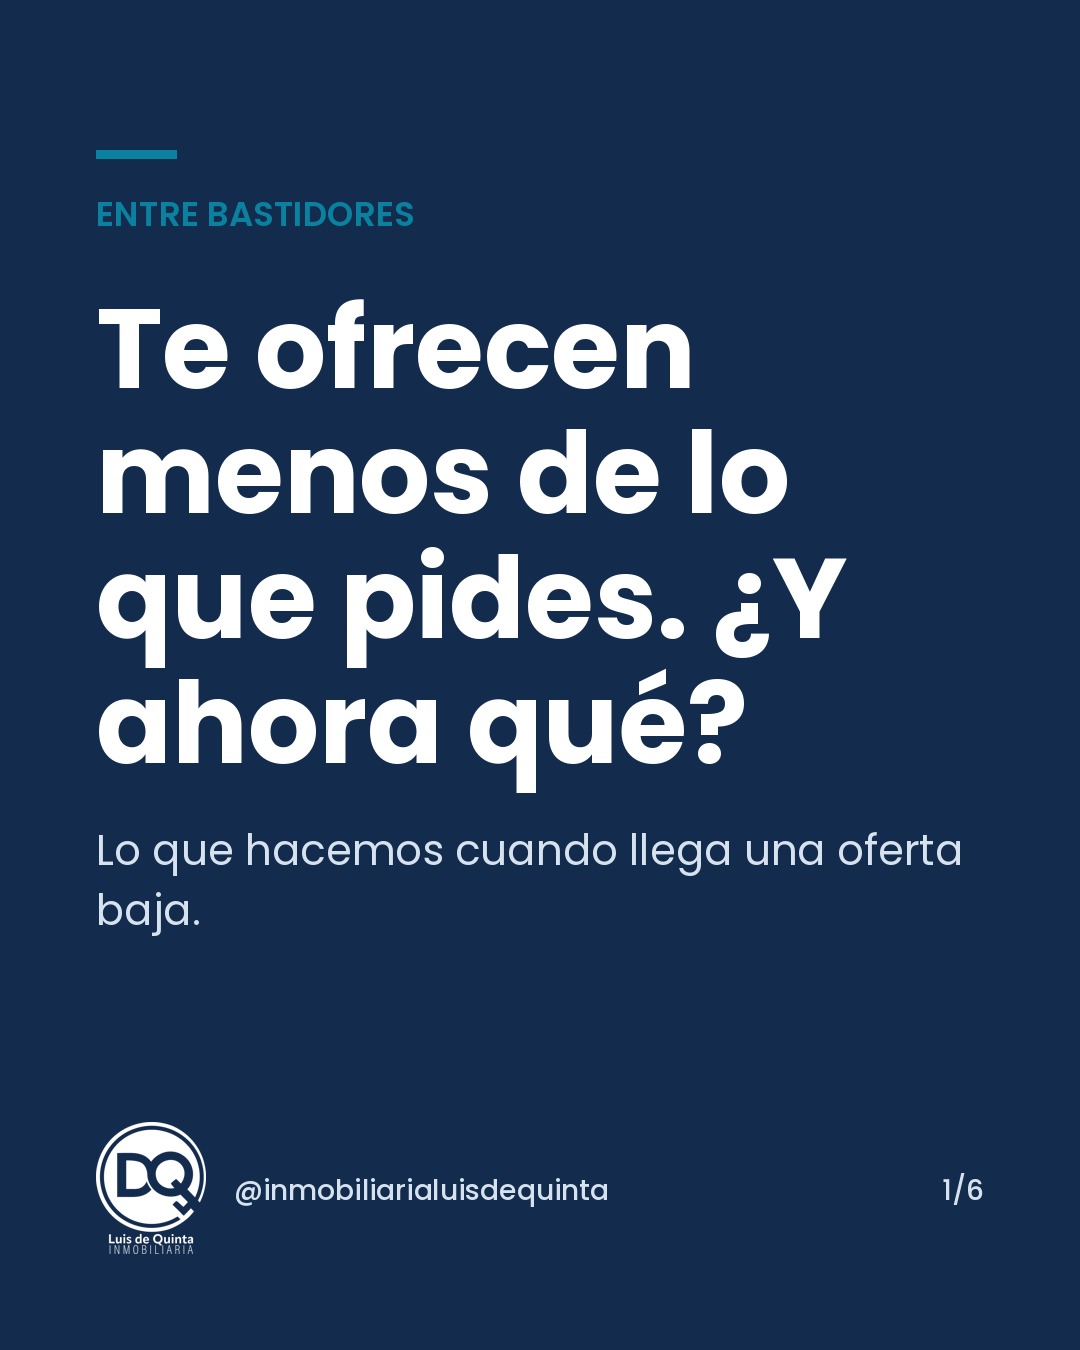 ENTRE BASTIDORES
Te ofrecen
menos de lo
que pides. ¿Y
ahora qué?
Lo que hacemos cuando llega una oferta
baja.
DQ
Luis de Quinta
INMOBILIARIA
@inmobiliarialuisdequinta
1/6